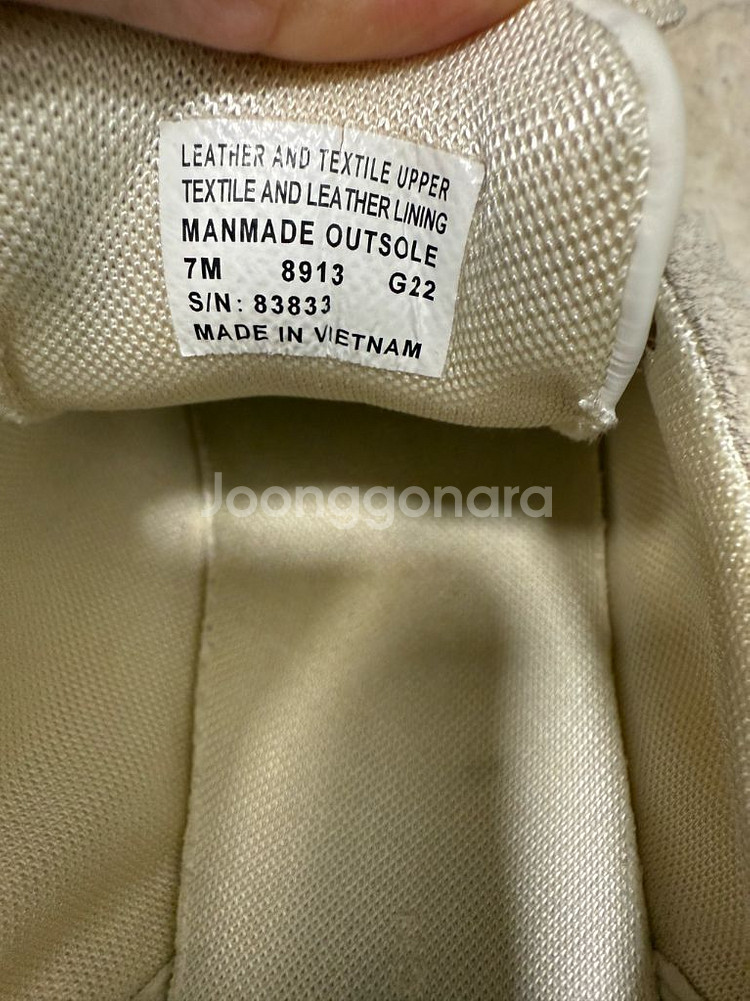 LEATHER AND TEXTILE UPPER
TEXTILE AND LEATHER LINING
MANMADE OUTSOLE
7M 8913 G22
S/N: 83833
MADE IN VIETNAM
Joonggonara